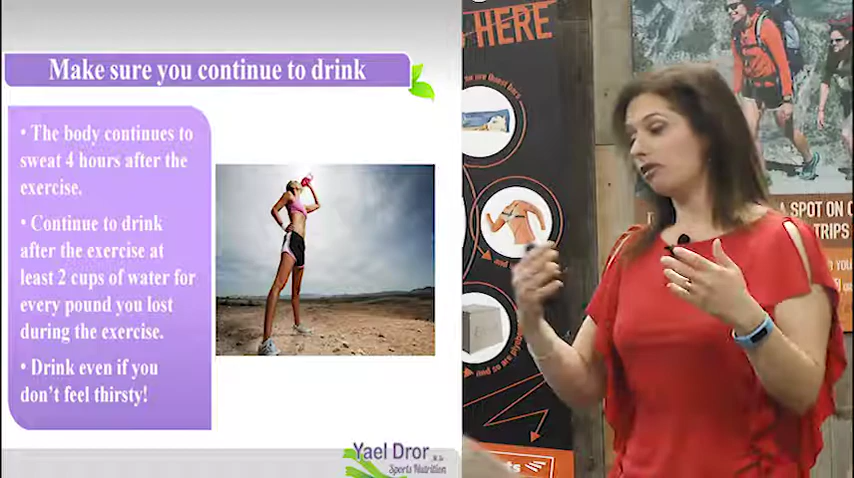 Make sure you continue to drink
• The body continues to
sweat 4 hours after the
exercise.
• Continue to drink
after the exercise at
least 2 cups of water for
every pound you lost
during the exercise.
• Drink even if you
don't feel thirsty!
Yael Dror
Sports Nutrition
HERE
A SPOT ON
TRIPS